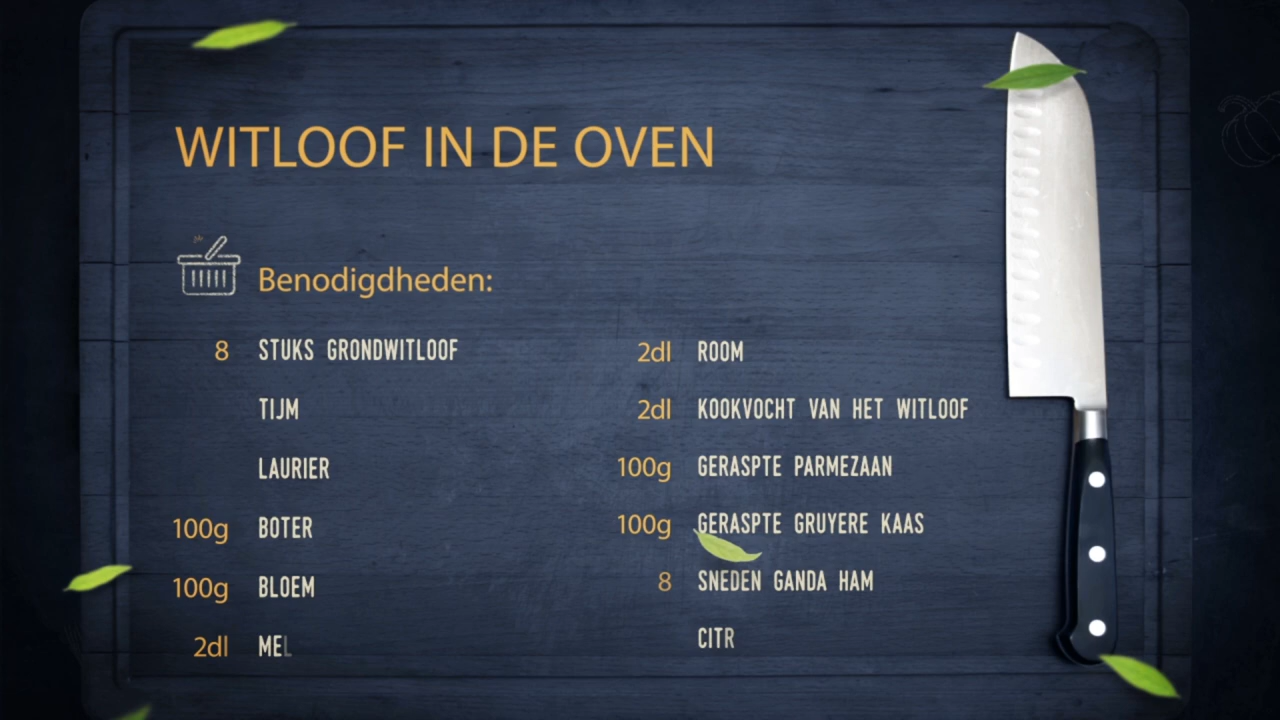 WITLOOF IN DE OVEN
Benodigdheden:
8 STUKS GRONDWITLOOF
TIJM
LAURIER
100g BOTER
100g BLOEM
2dl MEL
2dl ROOM
2dl KOOKVOCHT VAN HET WITLOOF
100g GERASPTE PARMEZAAN
100g GERASPTE GRUYERE KAAS
8 SNEDEN GANDA HAM
CITR